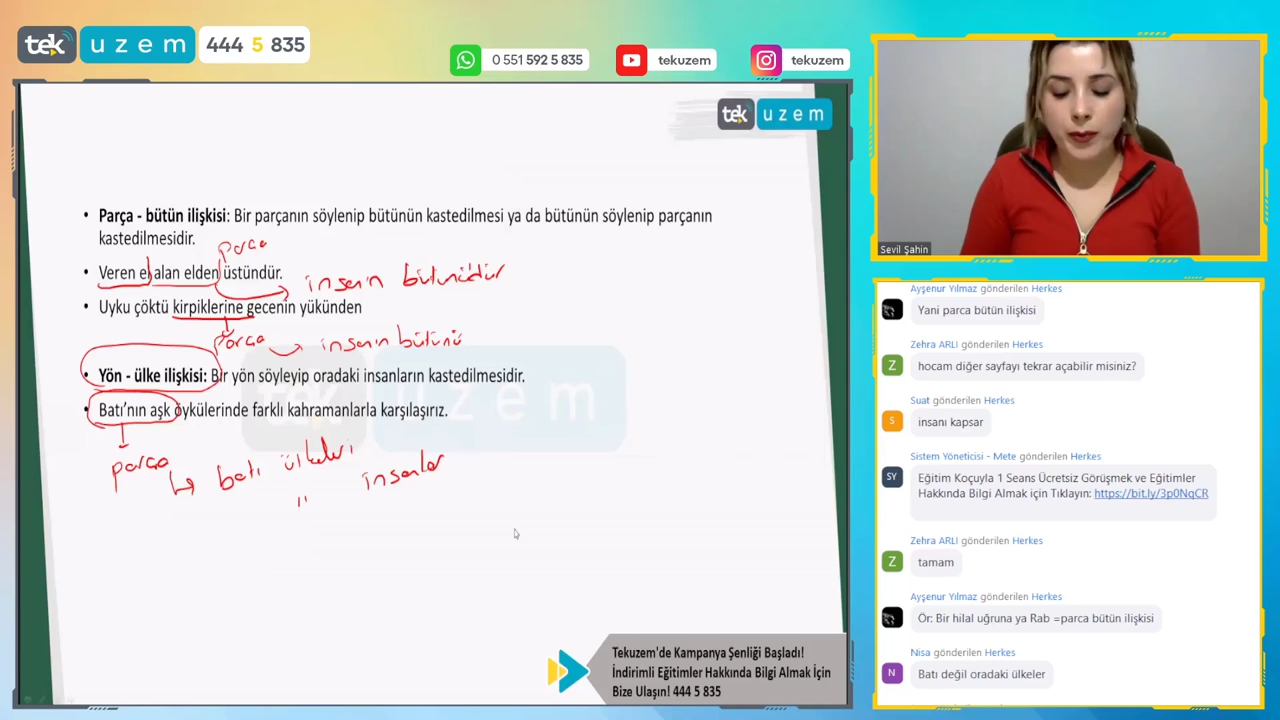 tek uzem 444 5 835
0 551 592 5 835
tekuzem
tekuzem
tek uzem
• Parça - bütün ilişkisi: Bir parçanın söylenip bütünün kastedilmesi ya da bütünün söylenip parçanın
kastedilmesidir.
parça
• Veren el alan elden üstündür.
insanın bütünüdür
• Uyku çöktü kirpiklerine gecenin yükünden
parça insanın bütünü
• Yön - ülke ilişkisi: Bir yön söyleyip oradaki insanların kastedilmesidir.
• Batı’nın aşk öykülerinde farklı kahramanlarla karşılaşırız.
tek uzem
parça
batı ülkeleri
" insanlar
Tekuzem'de Kampanya Şenliği Başladı!
İndirimli Eğitimler Hakkında Bilgi Almak İçin
Bize Ulaşın! 444 5 835
Sevil Şahin
Ayşenur Yılmaz gönderilen Herkes
Yani parca bütün ilişkisi
Zehra ARLI gönderilen Herkes
Z
hocam diğer sayfayı tekrar açabilir misiniz?
Suat gönderilen Herkes
S
insanı kapsar
Sistem Yöneticisi - Mete gönderilen Herkes
SY
Eğitim Koçuyla 1 Seans Ücretsiz Görüşmek ve Eğitimler
Hakkında Bilgi Almak için Tıklayın: https://bit.ly/3p0NqCR
Zehra ARLI gönderilen Herkes
Z
tamam
Ayşenur Yılmaz gönderilen Herkes
Ör: Bir hilal uğruna ya Rab =parca bütün ilişkisi
Nisa gönderilen Herkes
N
Batı değil oradaki ülkeler